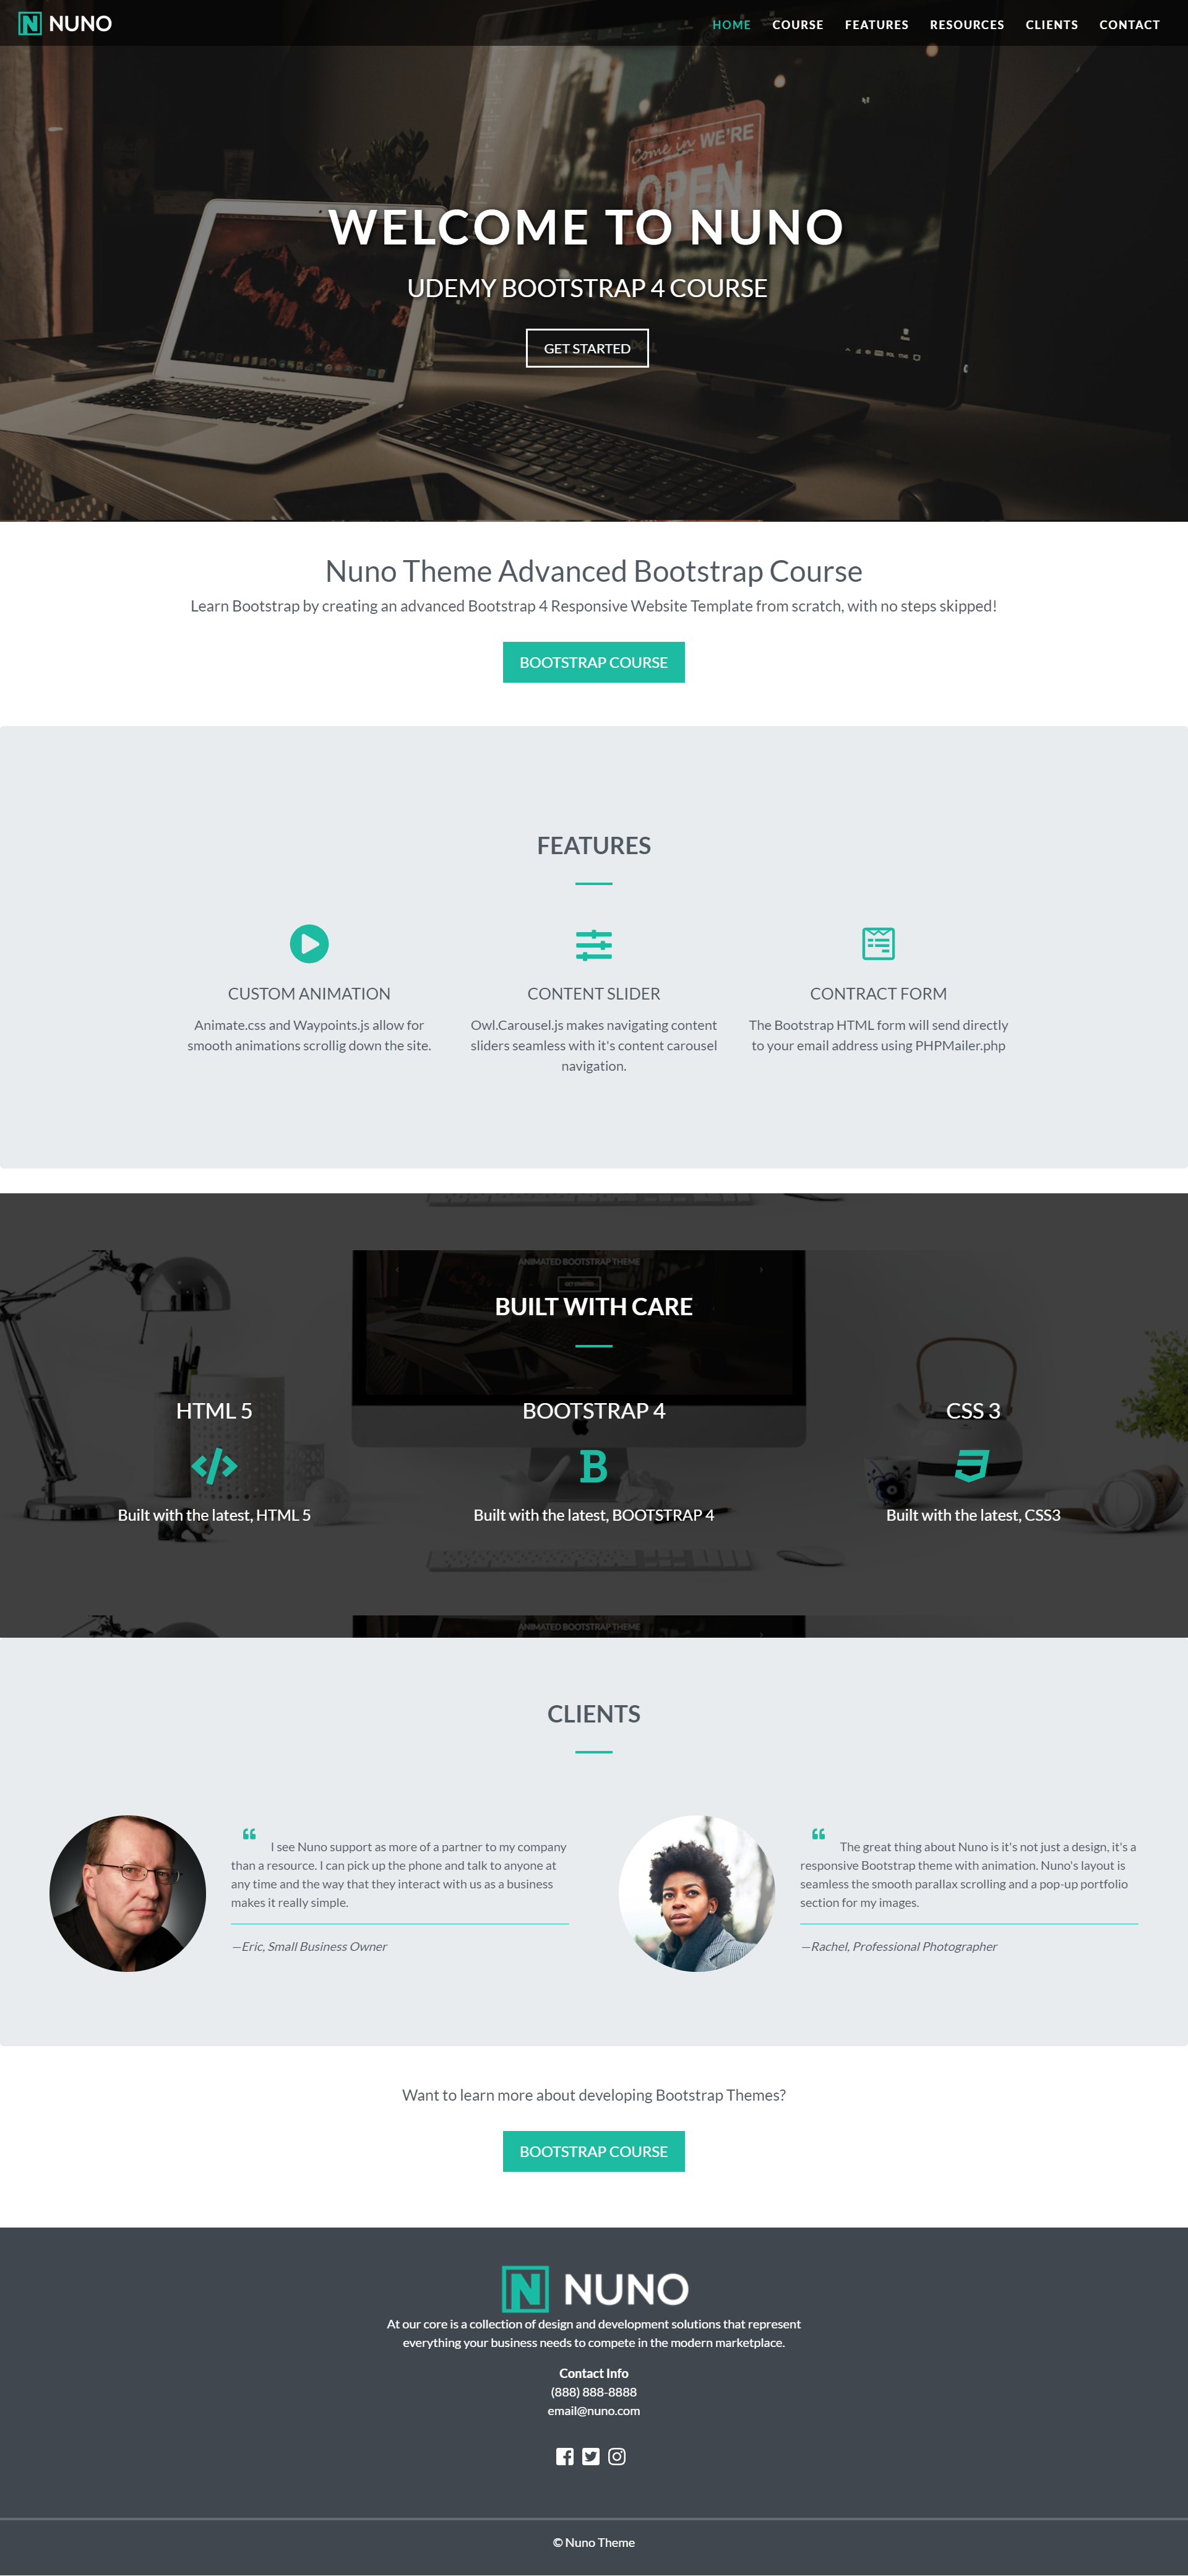 NUNO
HOME COURSE FEATURES RESOURCES CLIENTS CONTACT
come in WE'RE
OPEN
WELCOME TO NUNO
UDEMY BOOTSTRAP 4 COURSE
GET STARTED
Nuno Theme Advanced Bootstrap Course
Learn Bootstrap by creating an advanced Bootstrap 4 Responsive Website Template from scratch, with no steps skipped!
BOOTSTRAP COURSE
FEATURES
CUSTOM ANIMATION
Animate.css and Waypoints.js allow for
smooth animations scrollig down the site.
CONTENT SLIDER
Owl.Carousel.js makes navigating content
sliders seamless with it's content carousel
navigation.
CONTRACT FORM
The Bootstrap HTML form will send directly
to your email address using PHPMailer.php
ANIMATED BOOTSTRAP THEME
GET STARTED
BUILT WITH CARE
HTML 5
Built with the latest, HTML 5
BOOTSTRAP 4
Built with the latest, BOOTSTRAP 4
CSS 3
Built with the latest, CSS3
ANIMATED BOOTSTRAP THEME
CLIENTS
I see Nuno support as more of a partner to my company
than a resource. I can pick up the phone and talk to anyone at
any time and the way that they interact with us as a business
makes it really simple.
—Eric, Small Business Owner
The great thing about Nuno is it's not just a design, it's a
responsive Bootstrap theme with animation. Nuno's layout is
seamless the smooth parallax scrolling and a pop-up portfolio
section for my images.
—Rachel, Professional Photographer
Want to learn more about developing Bootstrap Themes?
BOOTSTRAP COURSE
NUNO
At our core is a collection of design and development solutions that represent
everything your business needs to compete in the modern marketplace.
Contact Info
(888) 888-8888
email@nuno.com
© Nuno Theme